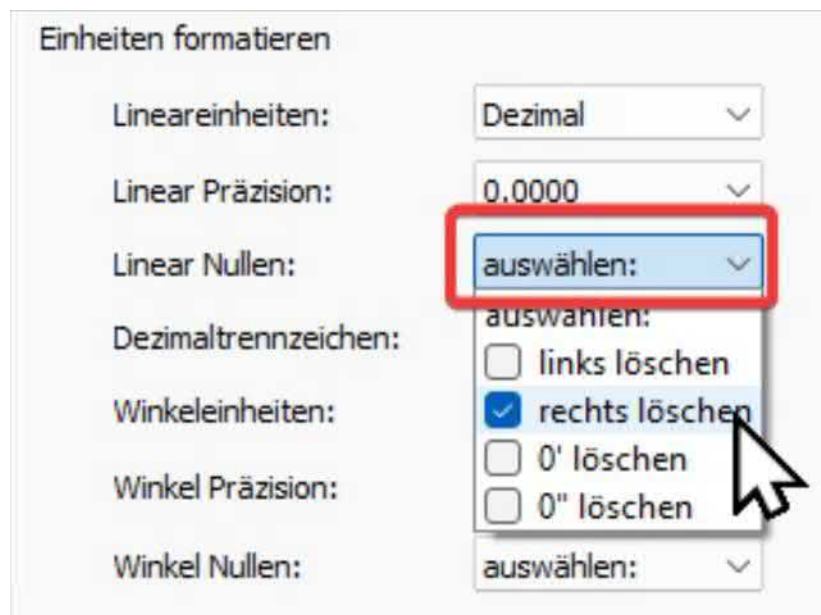 Einheiten formatieren
Lineareinheiten: Dezimal
Linear Präzision: 0.0000
Linear Nullen: auswählen:
auswählen:
Dezimaltrennzeichen: links löschen
Winkeleinheiten: rechts löschen
0' löschen
Winkel Präzision: 0" löschen
Winkel Nullen: auswählen: